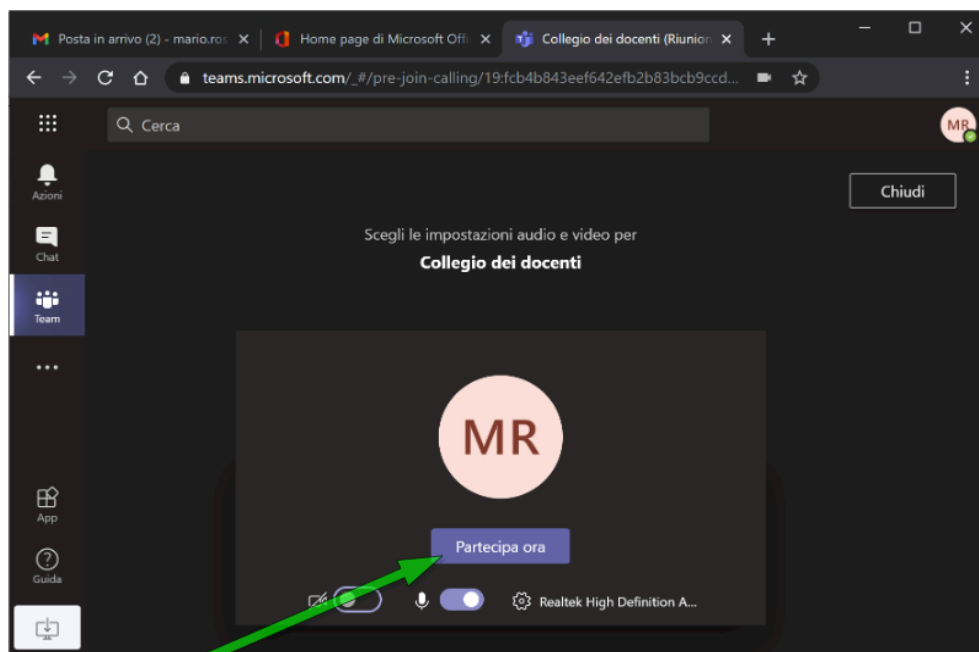 Posta in arrivo (2) - mario.ros
Home page di Microsoft Offi
Collegio dei docenti (Riunion
teams.microsoft.com/_#/pre-join-calling/19:fcb4b843eef642efb2b83bcb9ccd...
Cerca
MR
Azioni
Chiudi
Chat
Scegli le impostazioni audio e video per
Collegio dei docenti
Team
MR
App
Partecipa ora
Guida
Realtek High Definition A...